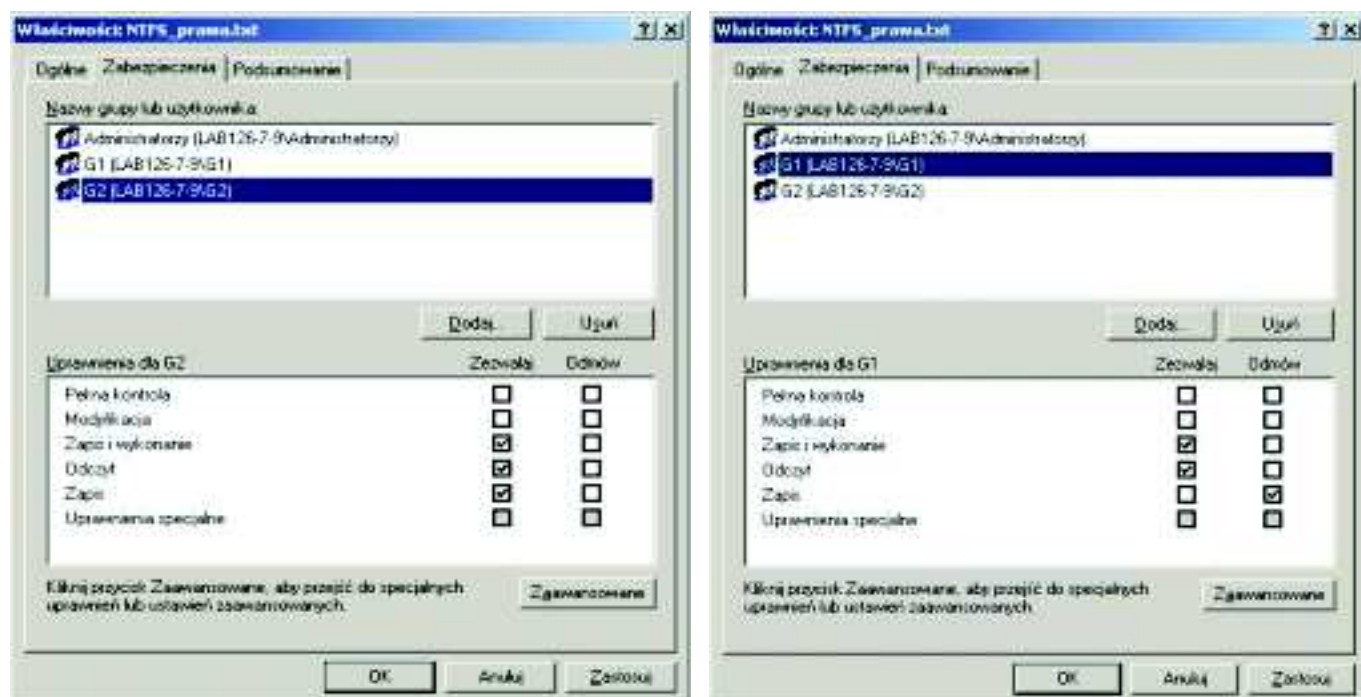 Właściwości: NTFS_prawa.txt
Ogólne Zabezpieczenia Podsumowanie
Nazwy grupy lub użytkownika:
Administratorzy (LAB126-7-9\Administratorzy)
G1 (LAB126-7-9\G1)
G2 (LAB126-7-9\G2)
Dodaj... Usuń
Uprawnienia dla G2 Zezwalaj Odmów
Pełna kontrola
Modyfikacja
Zapis i wykonanie
Odczyt
Zapis
Uprawnienia specjalne
Kliknij przycisk Zaawansowane, aby przejść do specjalnych
uprawnień lub ustawień zaawansowanych.
Zaawansowane
OK Anuluj Zastosuj
Właściwości: NTFS_prawa.txt
Ogólne Zabezpieczenia Podsumowanie
Nazwy grupy lub użytkownika:
Administratorzy (LAB126-7-9\Administratorzy)
G1 (LAB126-7-9\G1)
G2 (LAB126-7-9\G2)
Dodaj... Usuń
Uprawnienia dla G1 Zezwalaj Odmów
Pełna kontrola
Modyfikacja
Zapis i wykonanie
Odczyt
Zapis
Uprawnienia specjalne
Kliknij przycisk Zaawansowane, aby przejść do specjalnych
uprawnień lub ustawień zaawansowanych.
Zaawansowane
OK Anuluj Zastosuj